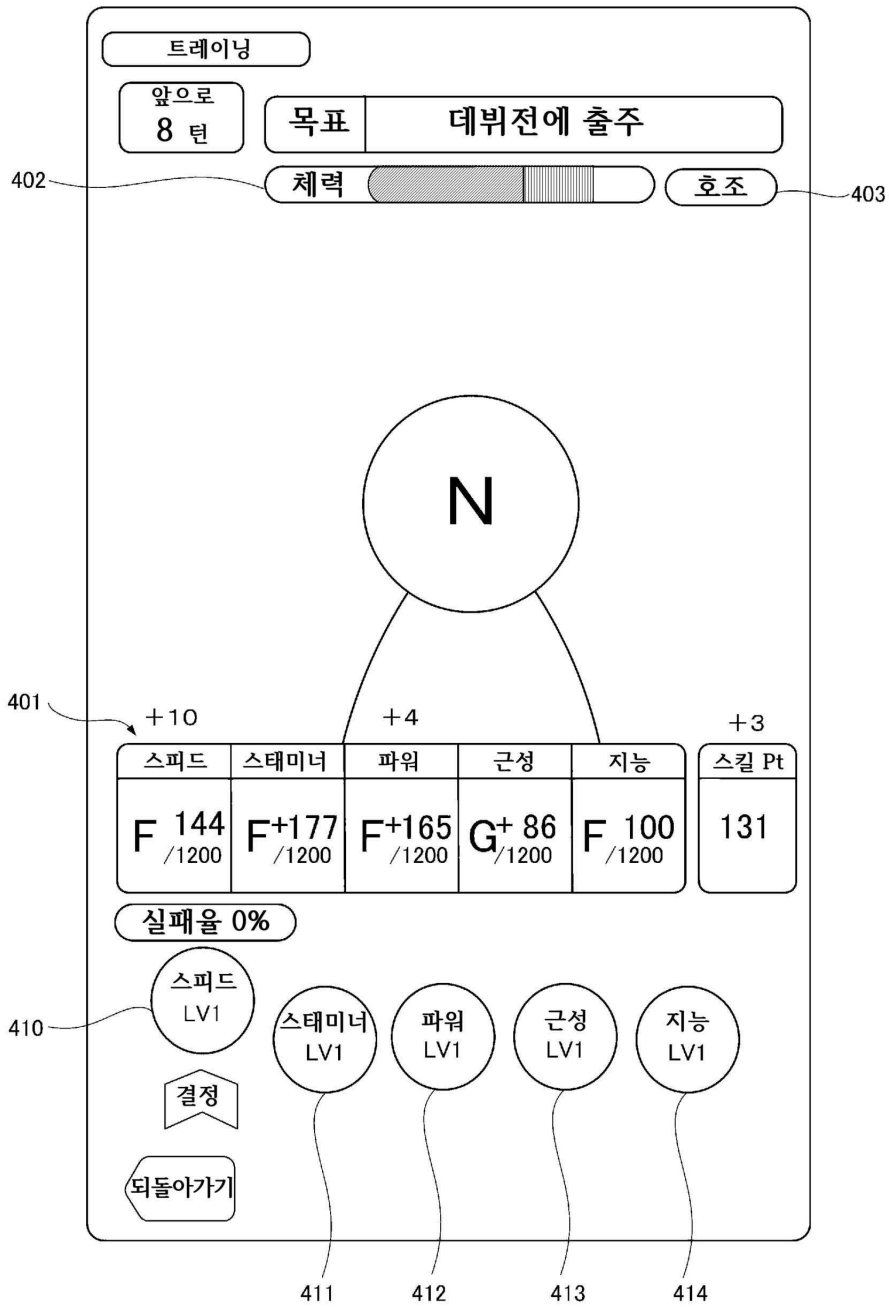 트레이닝
앞으로
8 턴
목표 데뷔전에 출주
402
체력
호조
403
N
401
+10 +4 +3
스피드 스태미너 파워 근성 지능 스킬 Pt
F 144 F+177 F+165 G+ 86 F 100 131
/1200 /1200 /1200 /1200 /1200
실패율 0%
스피드
LV1
410
스태미너 파워 근성 지능
LV1 LV1 LV1 LV1
결정
되돌아가기
411 412 413 414